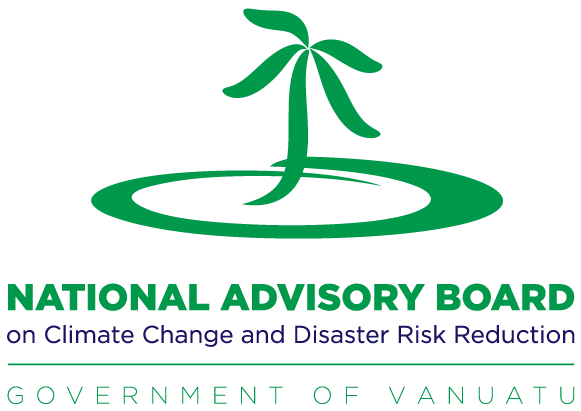 NATIONAL ADVISORY BOARD
on Climate Change and Disaster Risk Reduction
GOVERNMENT OF VANUATU